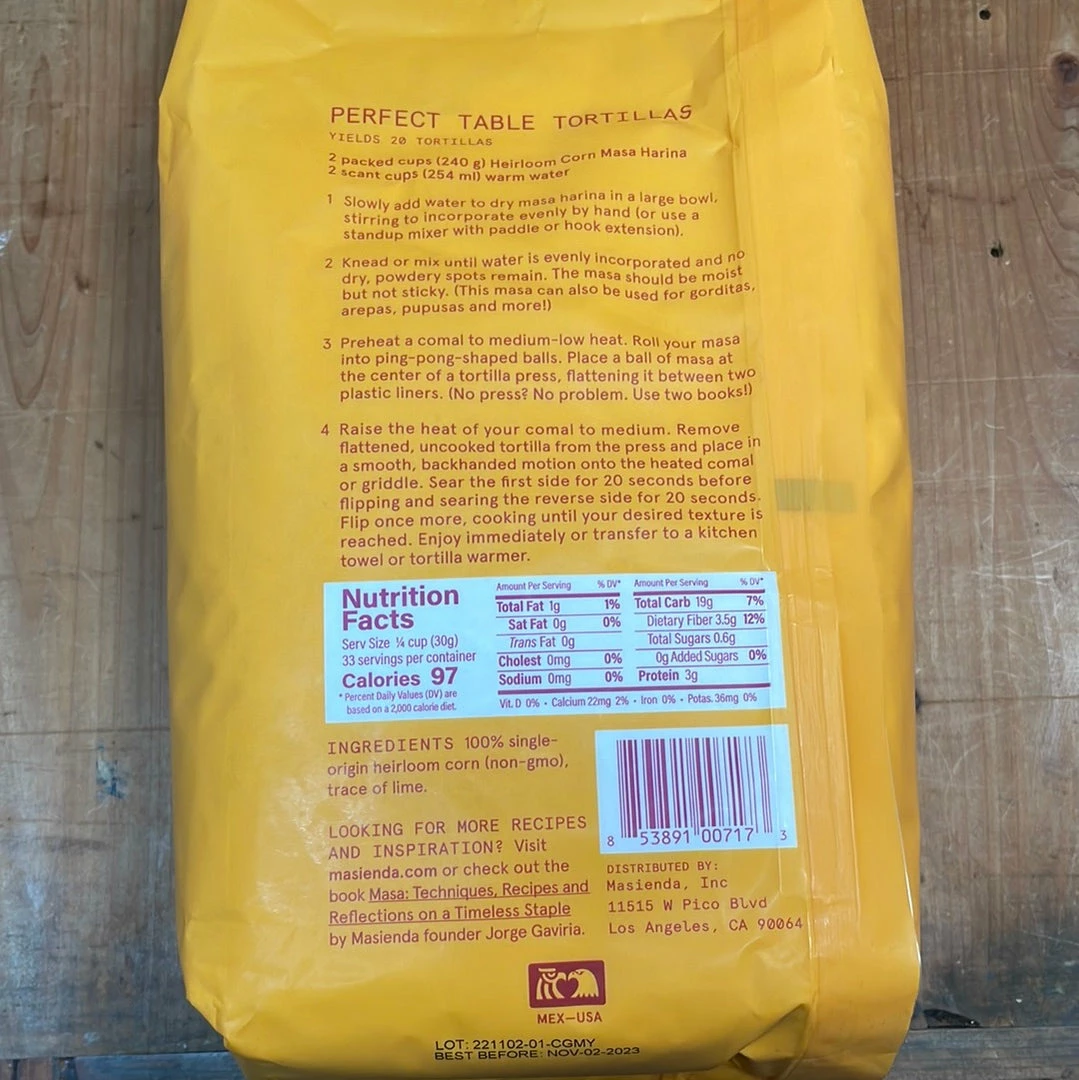 PERFECT TABLE TORTILLAS
YIELDS 20 TORTILLAS
2 packed cups (240 g) Heirloom Corn Masa Harina
2 scant cups (254 ml) warm water
1 Slowly add water to dry masa harina in a large bowl,
stirring to incorporate evenly by hand (or use a
standup mixer with paddle or hook extension).
2 Knead or mix until water is evenly incorporated and no
dry, powdery spots remain. The masa should be moist
but not sticky. (This masa can also be used for gorditas,
arepas, pupusas and more!)
3 Preheat a comal to medium-low heat. Roll your masa
into ping-pong-shaped balls. Place a ball of masa at
the center of a tortilla press, flattening it between two
plastic liners. (No press? No problem. Use two books!)
4 Raise the heat of your comal to medium. Remove
flattened, uncooked tortilla from the press and place in
a smooth, backhanded motion onto the heated comal
or griddle. Sear the first side for 20 seconds before
flipping and searing the reverse side for 20 seconds.
Flip once more, cooking until your desired texture is
reached. Enjoy immediately or transfer to a kitchen
towel or tortilla warmer.
Nutrition
Facts
Serv Size ¼ cup (30g)
33 servings per container
Calories 97
* Percent Daily Values (DV) are
based on a 2,000 calorie diet.
Amount Per Serving % DV*
Total Fat 1g 1%
Sat Fat 0g 0%
Trans Fat 0g
Cholest 0mg 0%
Sodium 0mg 0%
Amount Per Serving % DV*
Total Carb 19g 7%
Dietary Fiber 3.5g 12%
Total Sugars 0.6g
0g Added Sugars 0%
Protein 3g
Vit. D 0% • Calcium 22mg 2% • Iron 0% • Potas. 36mg 0%
INGREDIENTS 100% single-
origin heirloom corn (non-gmo),
trace of lime.
LOOKING FOR MORE RECIPES
AND INSPIRATION? Visit
masienda.com or check out the
book Masa: Techniques, Recipes and
Reflections on a Timeless Staple
by Masienda founder Jorge Gaviria.
8 53891 00717 3
DISTRIBUTED BY:
Masienda, Inc
11515 W Pico Blvd
Los Angeles, CA 90064
MEX—USA
LOT: 221102-01-CGMY
BEST BEFORE: NOV-02-2023